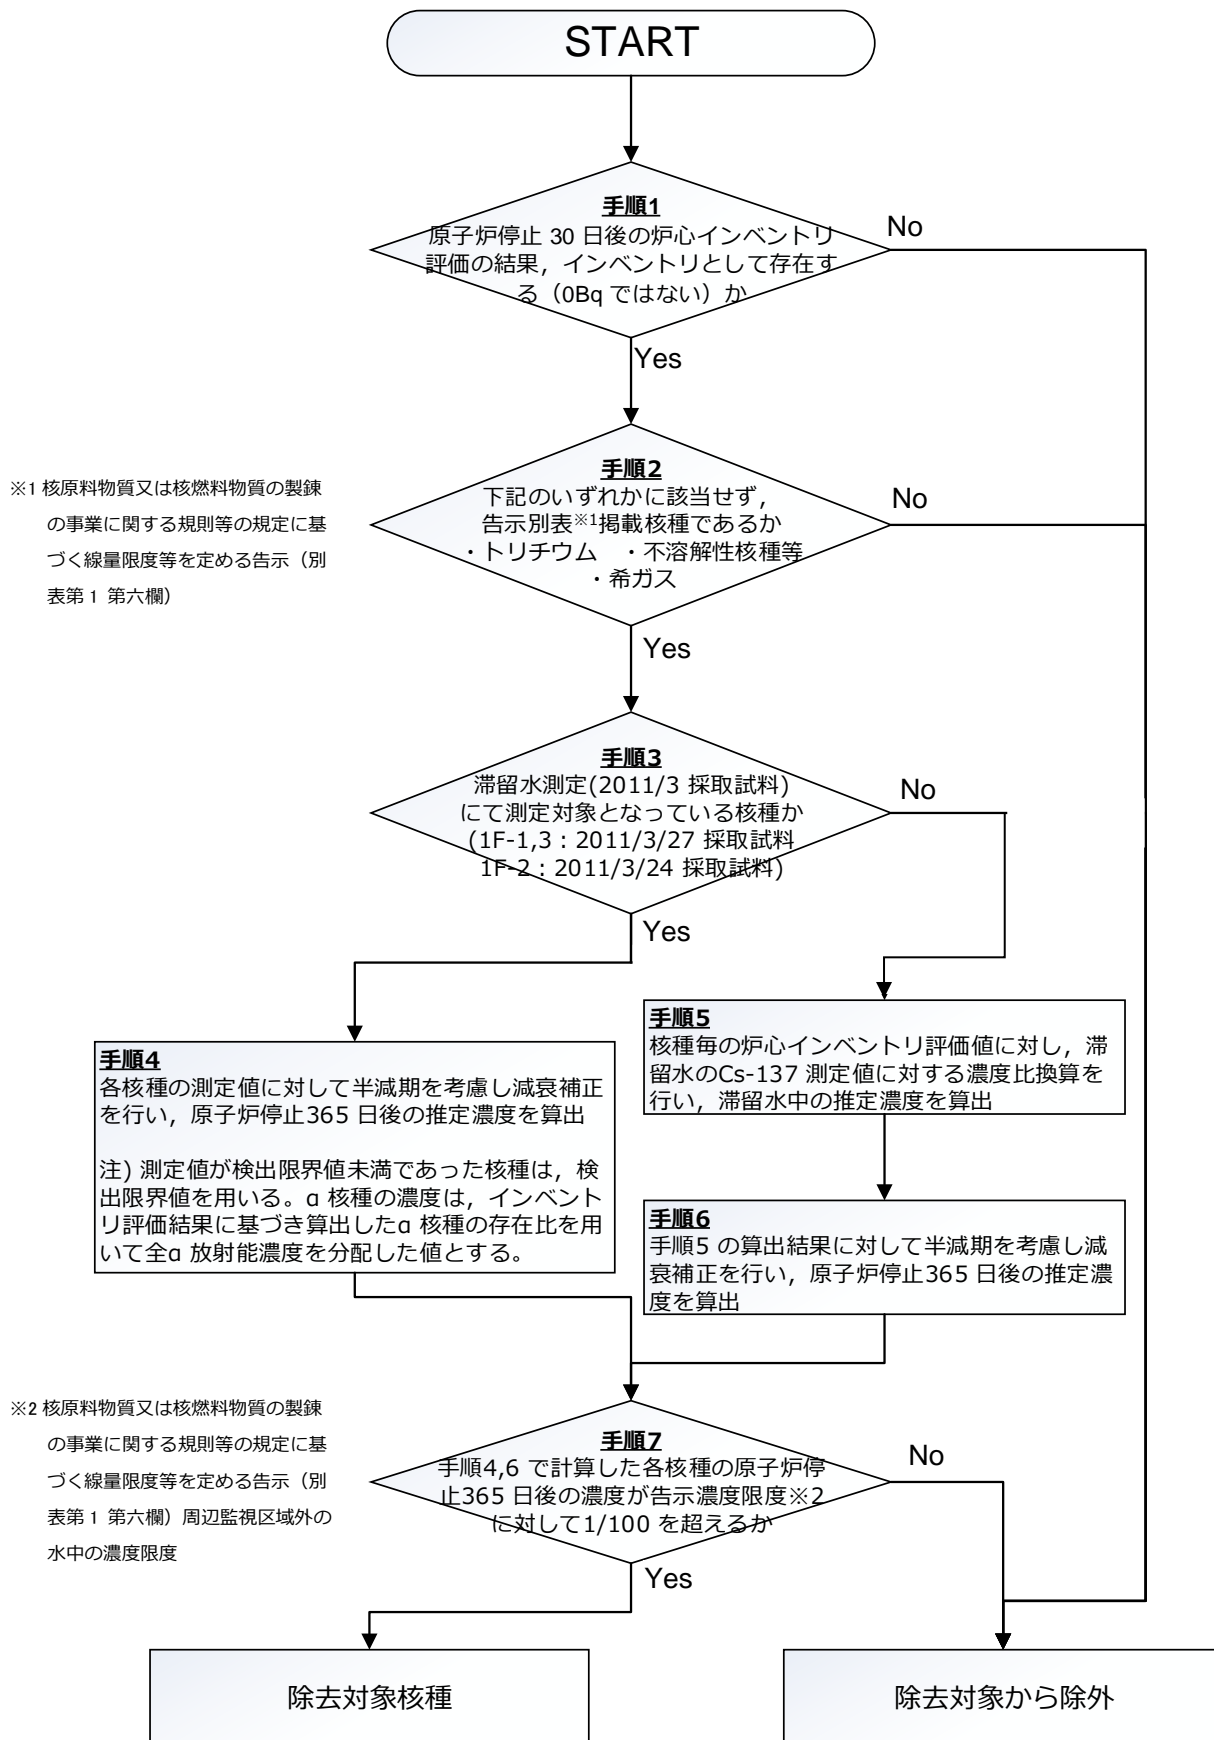 START
手順1
原子炉停止 30 日後の炉心インベントリ
評価の結果，インベントリとして存在す
る（0Bq ではない）か
No
Yes
※1 核原料物質又は核燃料物質の製錬
の事業に関する規則等の規定に基
づく線量限度等を定める告示（別
表第 1 第六欄）
手順2
下記のいずれかに該当せず，
告示別表※1掲載核種であるか
・トリチウム　・不溶解性核種等
・希ガス
No
Yes
手順3
滞留水測定(2011/3 採取試料)
にて測定対象となっている核種か
(1F-1,3：2011/3/27 採取試料
1F-2：2011/3/24 採取試料)
No
Yes
手順4
各核種の測定値に対して半減期を考慮し減衰補正
を行い，原子炉停止365 日後の推定濃度を算出
注) 測定値が検出限界値未満であった核種は，検
出限界値を用いる。α 核種の濃度は，インベント
リ評価結果に基づき算出したα 核種の存在比を用
いて全α 放射能濃度を分配した値とする。
手順5
核種毎の炉心インベントリ評価値に対し，滞
留水のCs-137 測定値に対する濃度比換算を
行い，滞留水中の推定濃度を算出
手順6
手順5 の算出結果に対して半減期を考慮し減
衰補正を行い，原子炉停止365 日後の推定濃
度を算出
※2 核原料物質又は核燃料物質の製錬
の事業に関する規則等の規定に基
づく線量限度等を定める告示（別
表第 1 第六欄）周辺監視区域外の
水中の濃度限度
手順7
手順4,6 で計算した各核種の原子炉停
止365 日後の濃度が告示濃度限度※2
に対して1/100 を超えるか
No
Yes
除去対象核種
除去対象から除外